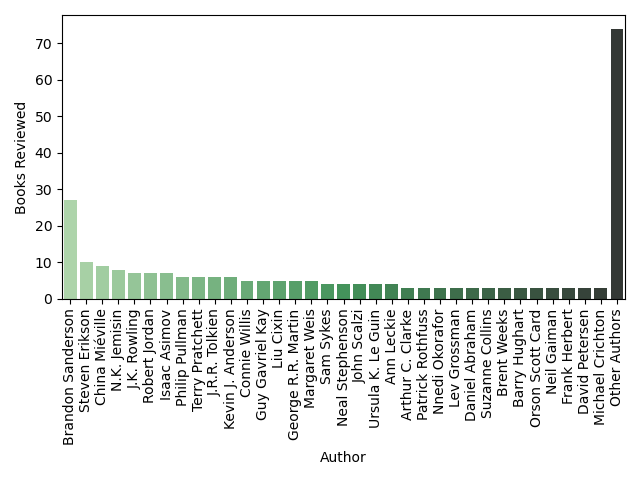 Books Reviewed
70
60
50
40
30
20
10
0
Brandon Sanderson
Steven Erikson
China Miéville
N.K. Jemisin
J.K. Rowling
Robert Jordan
Isaac Asimov
Philip Pullman
Terry Pratchett
J.R.R. Tolkien
Kevin J. Anderson
Connie Willis
Guy Gavriel Kay
Liu Cixin
George R.R. Martin
Margaret Weis
Sam Sykes
Neal Stephenson
John Scalzi
Ursula K. Le Guin
Ann Leckie
Arthur C. Clarke
Patrick Rothfuss
Nnedi Okorafor
Lev Grossman
Daniel Abraham
Suzanne Collins
Brent Weeks
Barry Hughart
Orson Scott Card
Neil Gaiman
Frank Herbert
David Petersen
Michael Crichton
Other Authors
Author